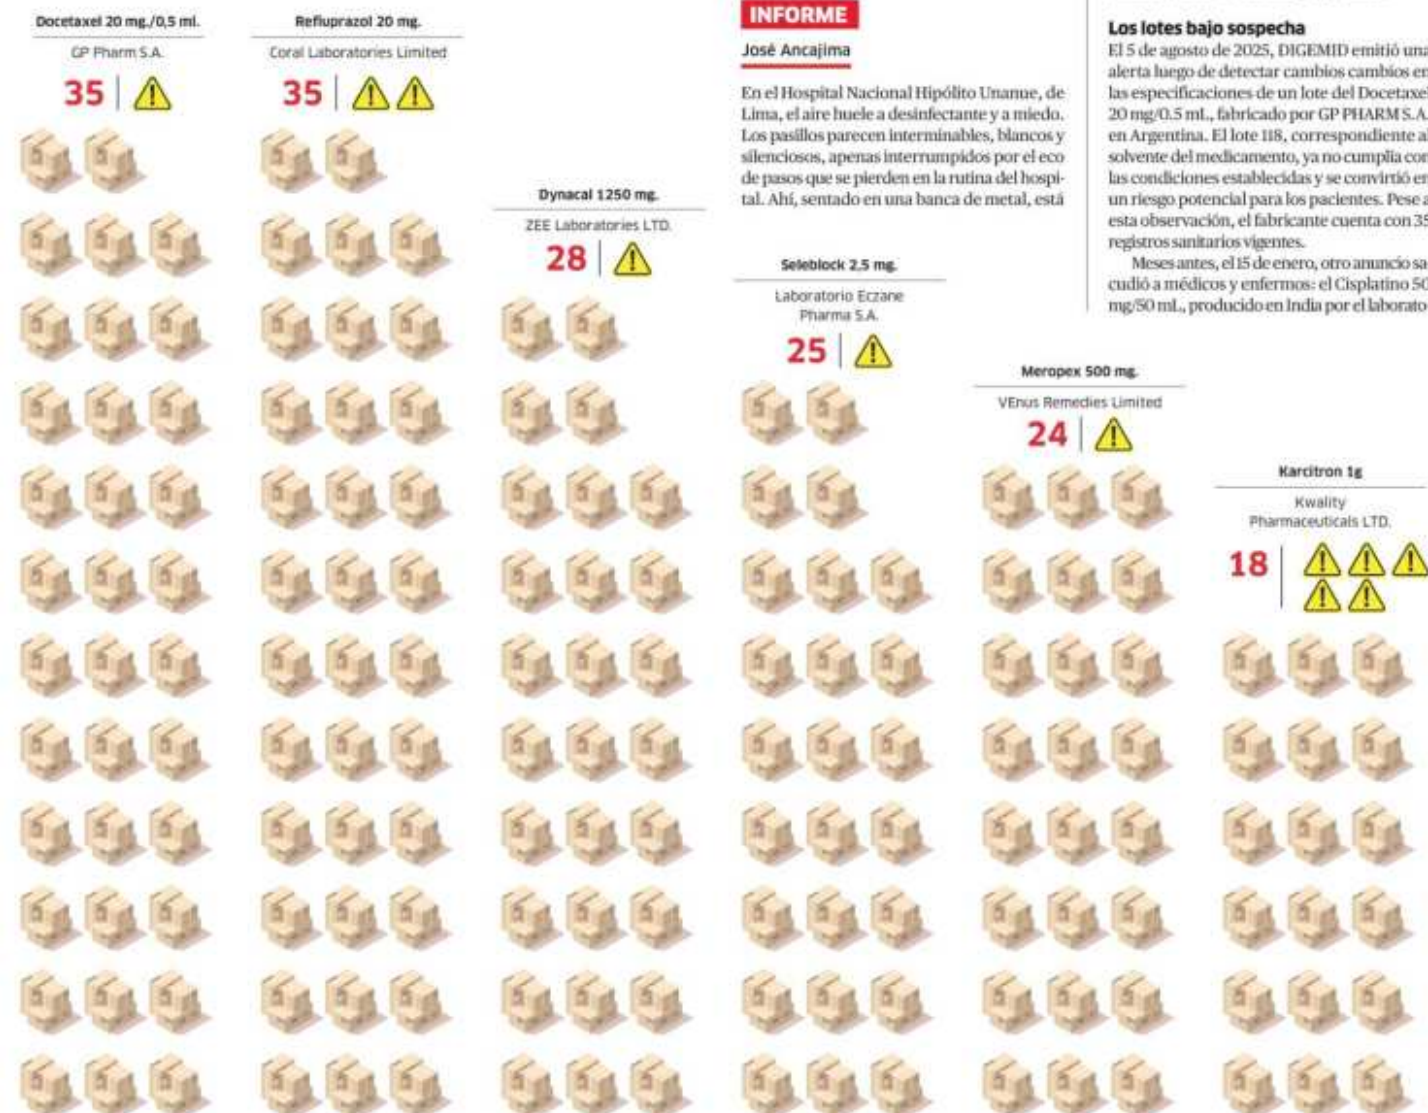 Docetaxel 20 mg./0,5 ml.
GP Pharm S.A.
35
Refluprazol 20 mg.
Coral Laboratories Limited
35
Dynacal 1250 mg.
ZEE Laboratories LTD.
28
INFORME
José Ancajima
En el Hospital Nacional Hipólito Unanue, de
Lima, el aire huele a desinfectante y a miedo.
Los pasillos parecen interminables, blancos y
silenciosos, apenas interrumpidos por el eco
de pasos que se pierden en la rutina del hospi-
tal. Ahí, sentado en una banca de metal, está
Seleblock 2,5 mg.
Laboratorio Eczane
Pharma S.A.
25
Los lotes bajo sospecha
El 5 de agosto de 2025, DIGEMID emitió una
alerta luego de detectar cambios cambios en
las especificaciones de un lote del Docetaxel
20 mg/0.5 mL, fabricado por GP PHARM S.A.
en Argentina. El lote 118, correspondiente al
solvente del medicamento, ya no cumplía con
las condiciones establecidas y se convirtió en
un riesgo potencial para los pacientes. Pese a
esta observación, el fabricante cuenta con 35
registros sanitarios vigentes.
Meses antes, el 15 de enero, otro anuncio sa-
cudió a médicos y enfermos: el Cisplatino 50
mg/50 mL, producido en India por el laborato-
Meropex 500 mg.
VEnus Remedies Limited
24
Karcitron 1g
Kwality
Pharmaceuticals LTD.
18